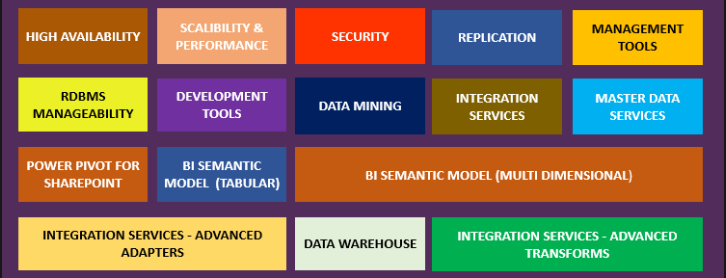 HIGH AVAILABILITY
SCALIBILITY &
PERFORMANCE
SECURITY
REPLICATION
MANAGEMENT
TOOLS
RDBMS
MANAGEABILITY
DEVELOPMENT
TOOLS
DATA MINING
INTEGRATION
SERVICES
MASTER DATA
SERVICES
POWER PIVOT FOR
SHAREPOINT
BI SEMANTIC
MODEL (TABULAR)
BI SEMANTIC MODEL (MULTI DIMENSIONAL)
INTEGRATION SERVICES - ADVANCED
ADAPTERS
DATA WAREHOUSE
INTEGRATION SERVICES - ADVANCED
TRANSFORMS